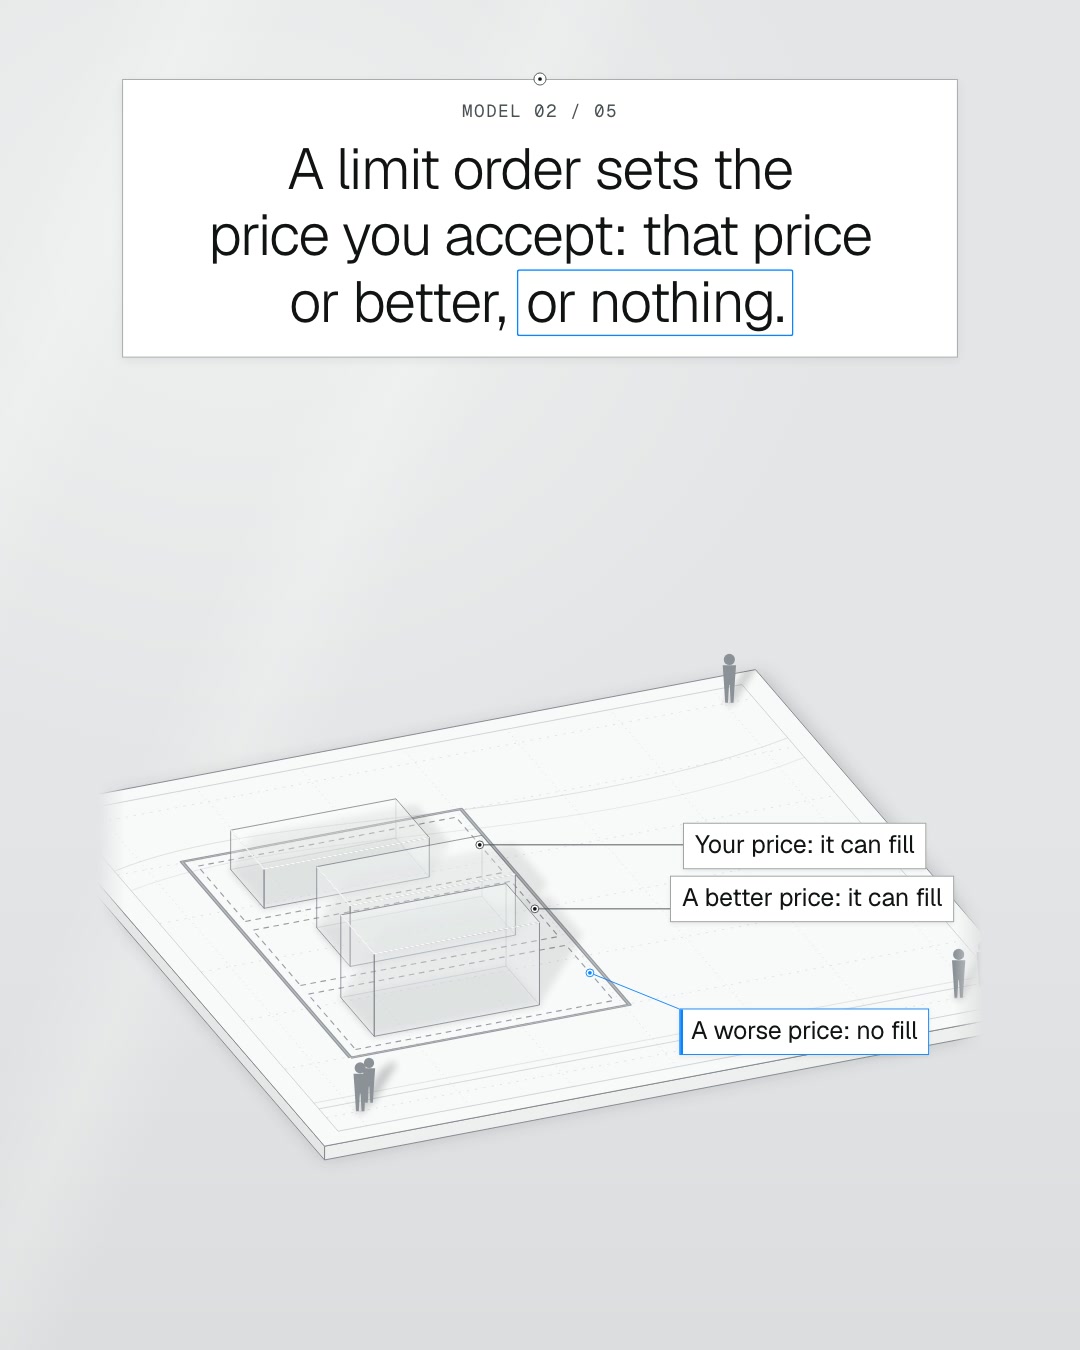 MODEL 02 / 05
A limit order sets the
price you accept: that price
or better, or nothing.
Your price: it can fill
A better price: it can fill
A worse price: no fill